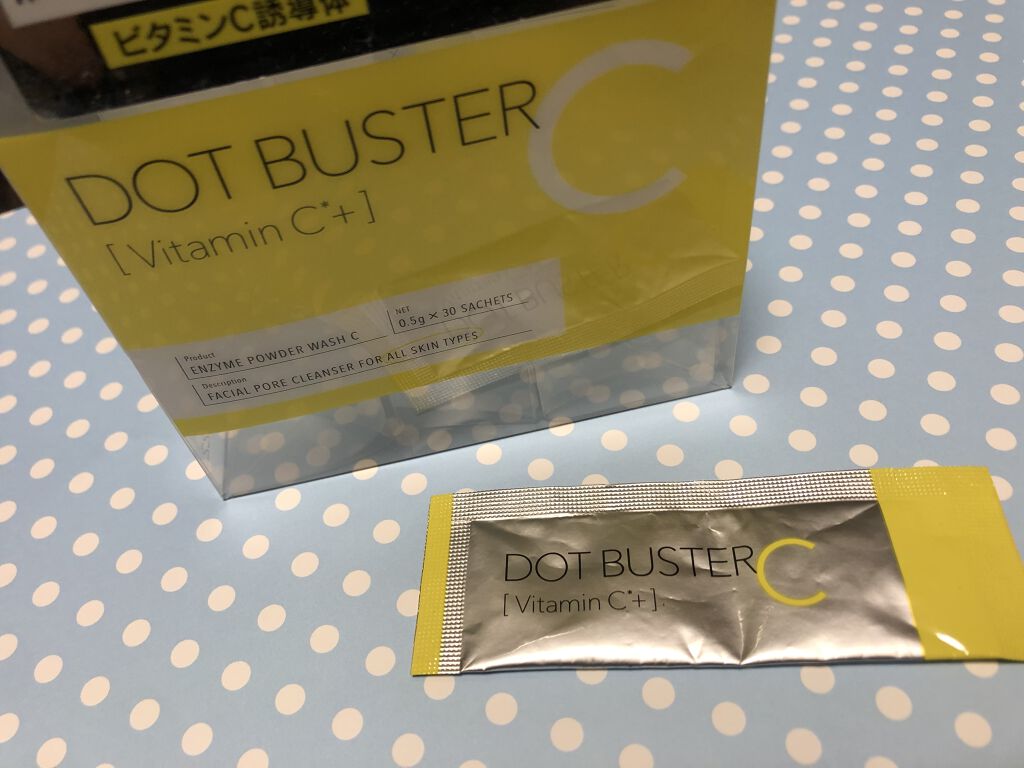 ビタミンC誘導体
DOT BUSTER C
[Vitamin C*+]
Product
ENZYME POWDER WASH C
NET
0.5g × 30 SACHETS
Description
FACIAL PORE CLEANSER FOR ALL SKIN TYPES
DOT BUSTER C
[Vitamin C*+]